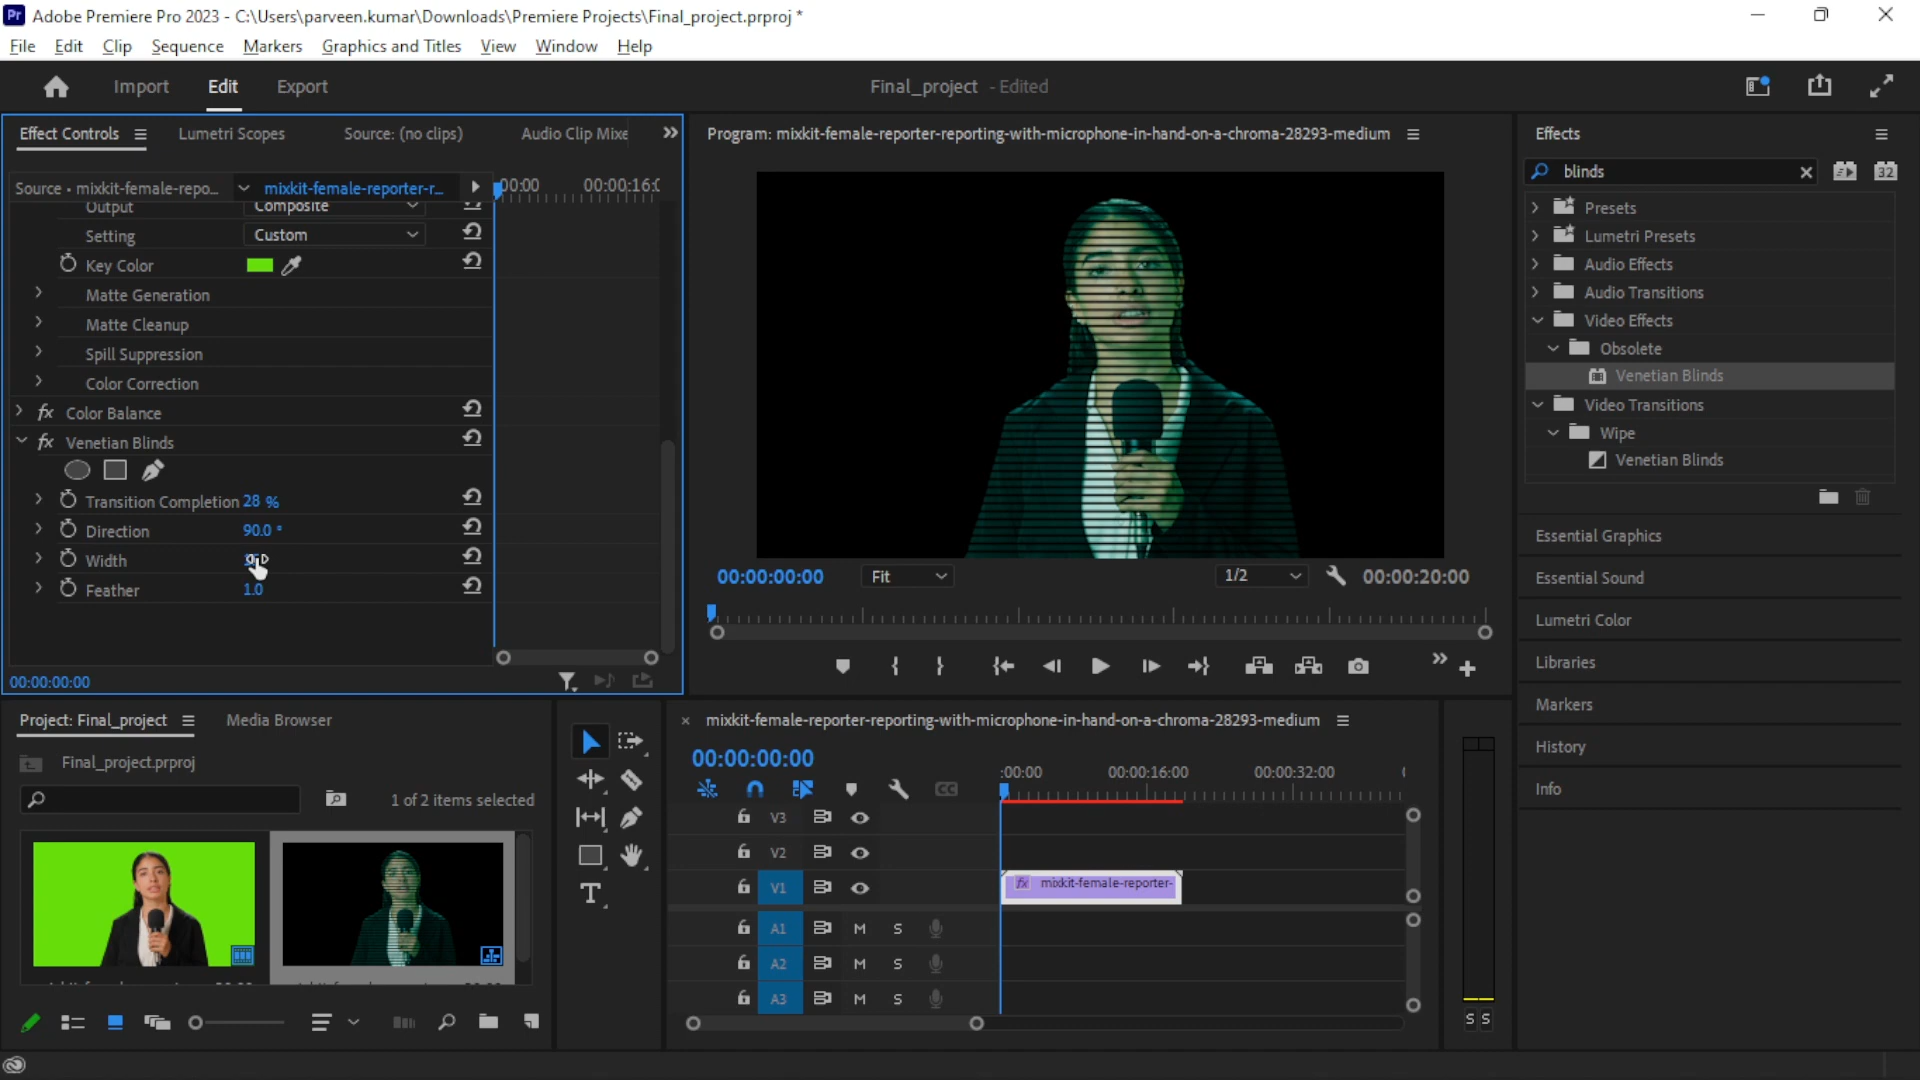 Pr Adobe Premiere Pro 2023 - C:\Users\parveen.kumar\Downloads\Premiere Projects\Final_project.prproj *
File Edit Clip Sequence Markers Graphics and Titles View Window Help
Import Edit Export Final_project - Edited
Effect Controls Lumetri Scopes Source: (no clips) Audio Clip Mixe
Source • mixkit-female-repo... mixkit-female-reporter-r...
:00:00 00:00:16:0
Output Composite
Setting Custom
Key Color
Matte Generation
Matte Cleanup
Spill Suppression
Color Correction
fx Color Balance
fx Venetian Blinds
Transition Completion 28 %
Direction 90.0 °
Width
Feather 1.0
00:00:00:00
Program: mixkit-female-reporter-reporting-with-microphone-in-hand-on-a-chroma-28293-medium
00:00:00:00 Fit 1/2 00:00:20:00
Effects
blinds 32
Presets
Lumetri Presets
Audio Effects
Audio Transitions
Video Effects
Obsolete
Venetian Blinds
Video Transitions
Wipe
Venetian Blinds
Essential Graphics
Essential Sound
Lumetri Color
Libraries
Markers
History
Info
Project: Final_project Media Browser
Final_project.prproj
1 of 2 items selected
mixkit-female-reporter-reporting-with-microphone-in-hand-on-a-chroma-28293-medium
00:00:00:00
:00:00 00:00:16:00 00:00:32:00
CC
V3
V2
V1 fx mixkit-female-reporter-
A1 M S
A2 M S
A3 M S
S S